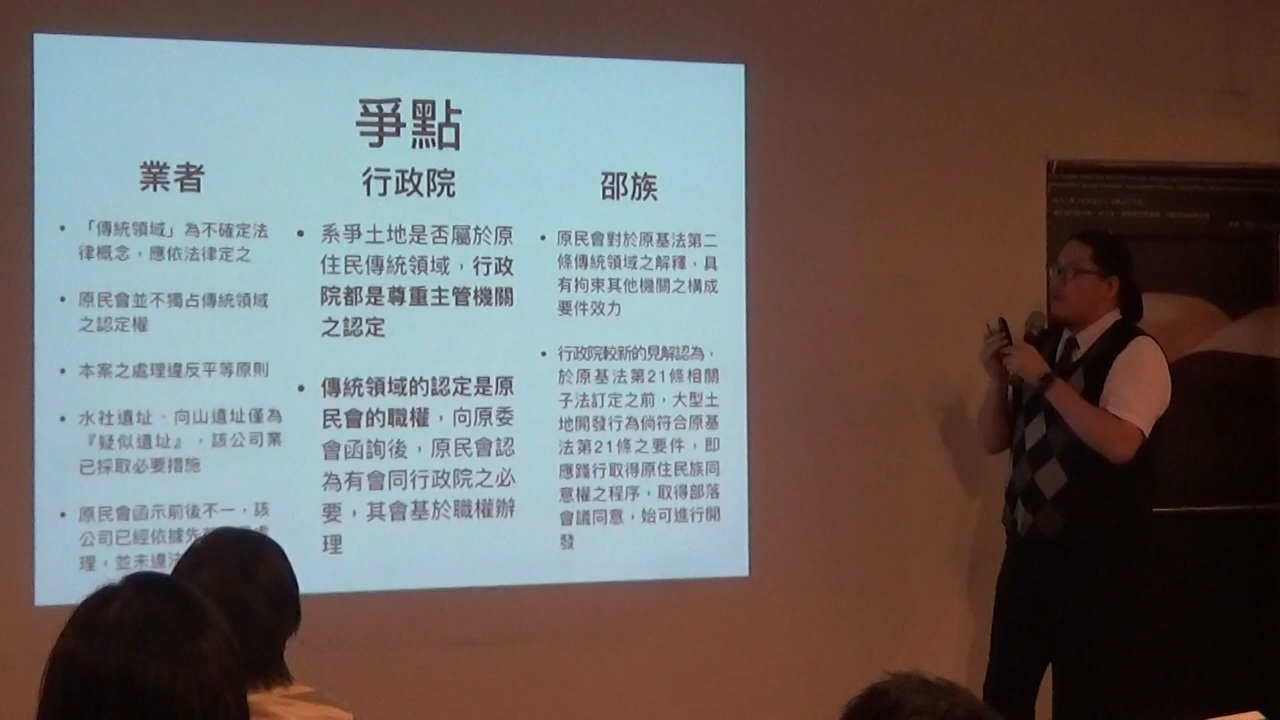 爭點
業者
• 「傳統領域」為不確定法
律概念，應依法律定之
• 原民會並不獨占傳統領域
之認定權
• 本案之處理違反平等原則
• 水社遺址、向山遺址僅為
『疑似遺址』，該公司業
已採取必要措施
• 原民會函示前後不一，該
公司已經依據先
理，並未違法
行政院
• 系爭土地是否屬於原
住民傳統領域，行政
院都是尊重主管機關
之認定
• 傳統領域的認定是原
民會的職權，向原委
會函詢後，原民會認
為有會同行政院之必
要，其會基於職權辦
理
邵族
• 原民會對於原基法第二
條傳統領域之解釋，具
有拘束其他機關之構成
要件效力
• 行政院較新的見解認為，
於原基法第21條相關
子法訂定之前，大型土
地開發行為倘符合原基
法第21條之要件，即
應踐行取得原住民族同
意權之程序，取得部落
會議同意，始可進行開
發